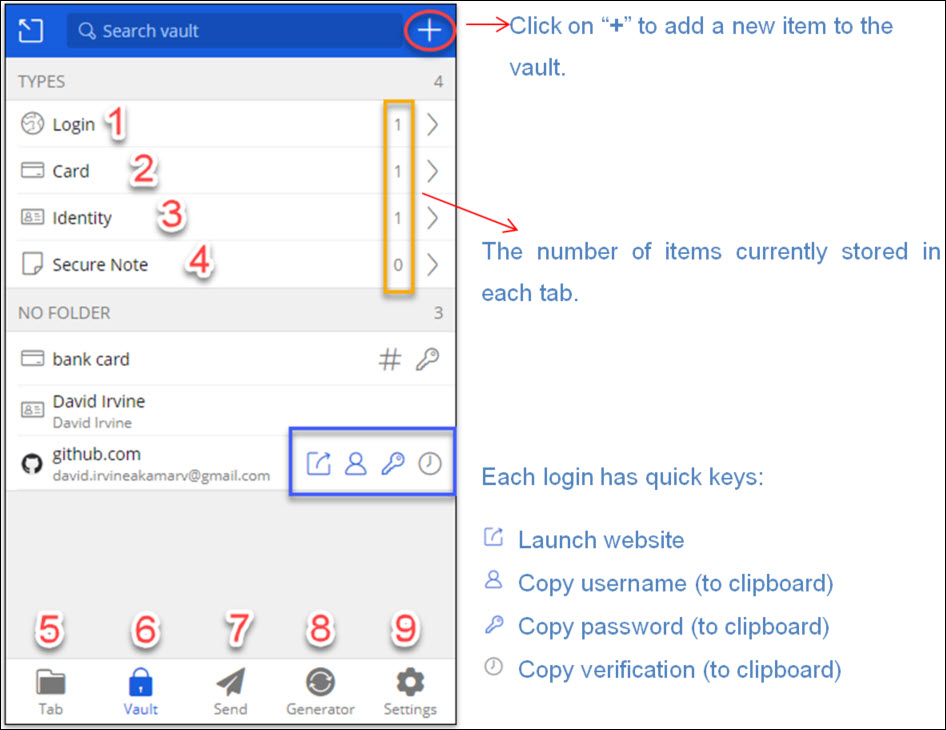 Search vault
Click on “+” to add a new item to the
vault.
TYPES 4
Login 1 1
Card 2 1
Identity 3 1
Secure Note 4 0
The number of items currently stored in
each tab.
NO FOLDER 3
bank card
David Irvine
David Irvine
github.com
david.irvineakamarv@gmail.com
Each login has quick keys:
Launch website
Copy username (to clipboard)
Copy password (to clipboard)
Copy verification (to clipboard)
5 6 7 8 9
Tab Vault Send Generator Settings